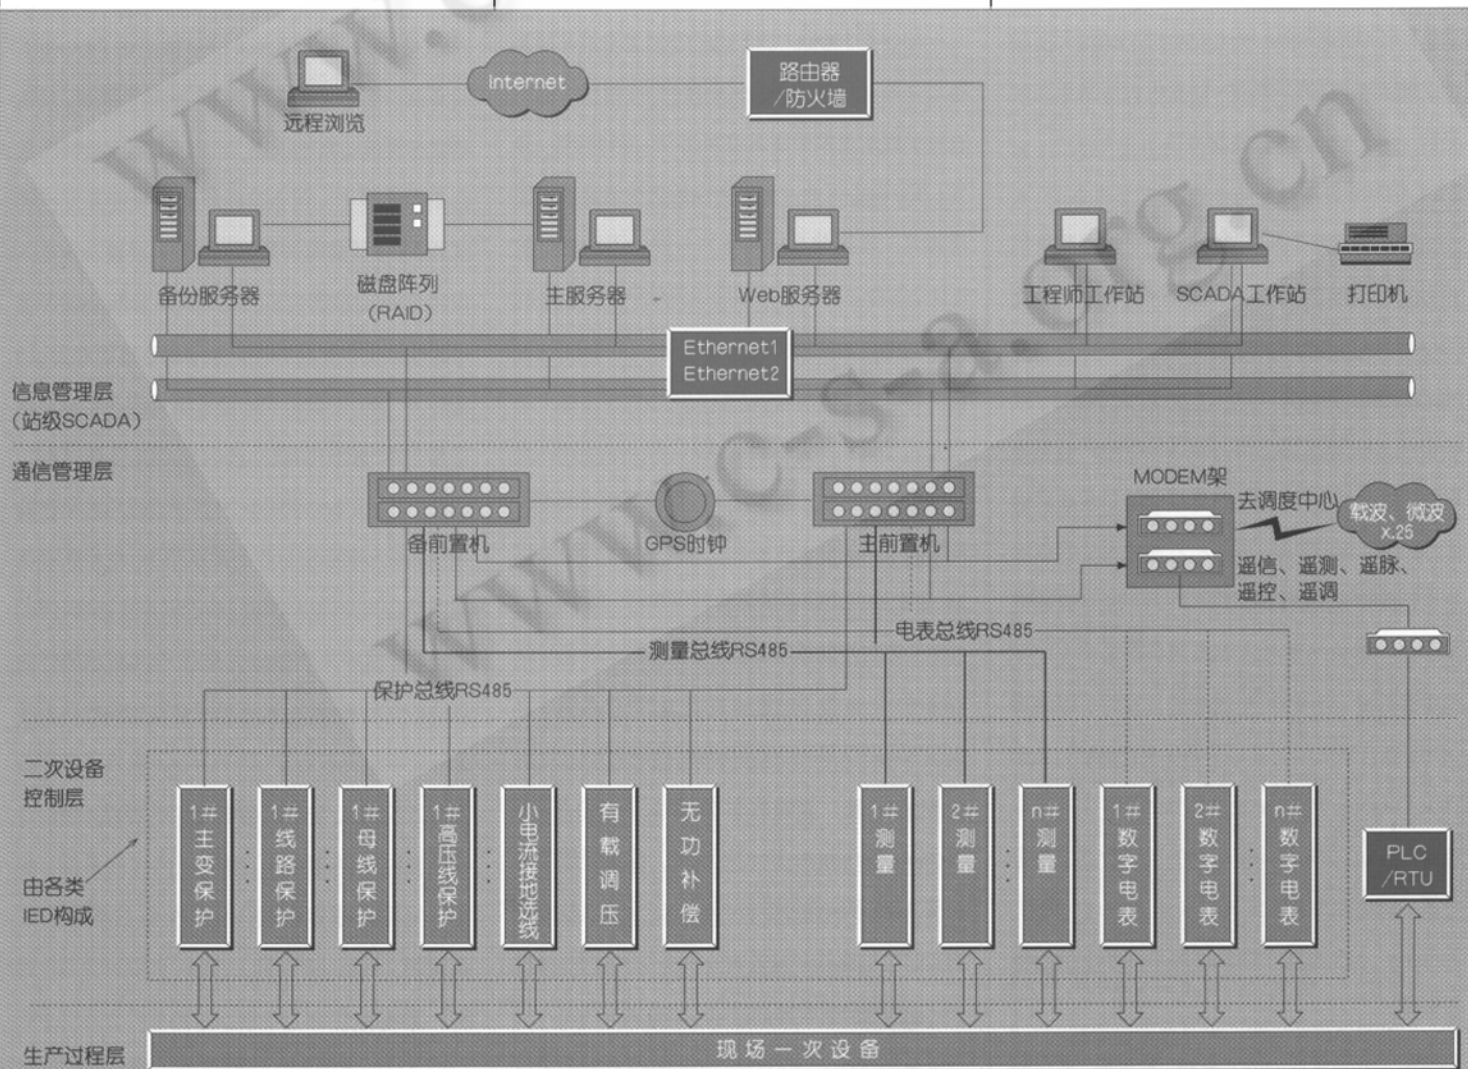 Internet
路由器
/防火墙
远程浏览
备份服务器
磁盘阵列
（RAID）
主服务器
Web服务器
工程师工作站
SCADA工作站
打印机
Ethernet1
Ethernet2
信息管理层
（站级SCADA）
通信管理层
备前置机
GPS时钟
主前置机
MODEM架
去调度中心
载波、微波
x.25
遥信、遥测、遥脉、
遥控、遥调
电表总线RS485
测量总线RS485
保护总线RS485
二次设备
控制层
由各类
IED构成
1#主变保护
1#线路保护
1#母线保护
1#高压线保护
小电流接地选线
有载调压
无功补偿
1#测量
2#测量
n#测量
1#数字电表
2#数字电表
n#数字电表
PLC
/RTU
生产过程层
现场一次设备
www.c-s-a.org.cn